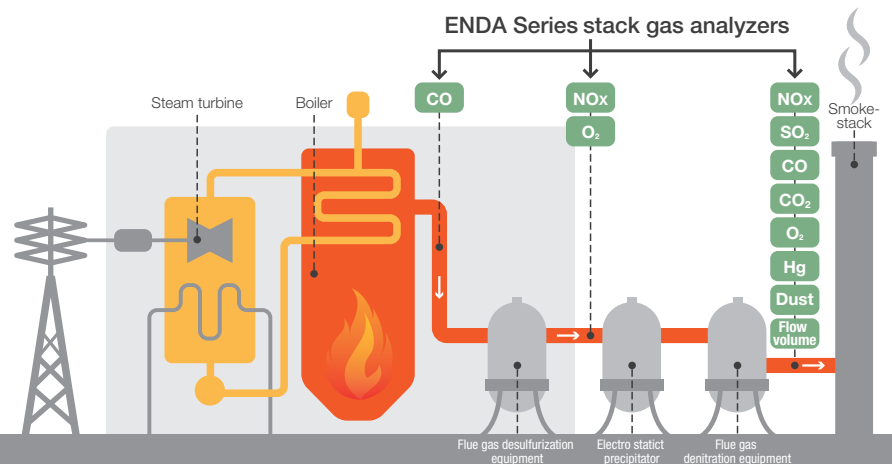 ENDA Series stack gas analyzers
Steam turbine
Boiler
CO
NOx
O₂
NOx
SO₂
CO
CO₂
O₂
Hg
Dust
Flow
volume
Smoke-
stack
Flue gas desulfurization
equipment
Electro statict
precipitator
Flue gas
denitration equipment